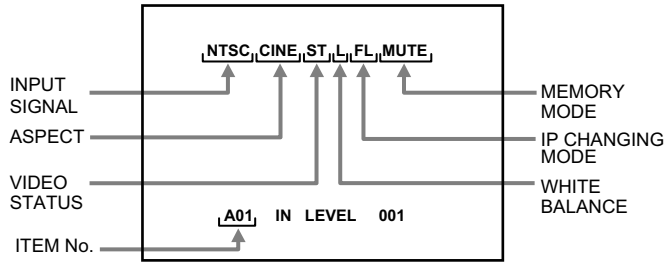 NTSC CINE ST L FL MUTE
INPUT
SIGNAL
ASPECT
VIDEO
STATUS
ITEM No.
MEMORY
MODE
IP CHANGING
MODE
WHITE
BALANCE
A01 IN LEVEL 001